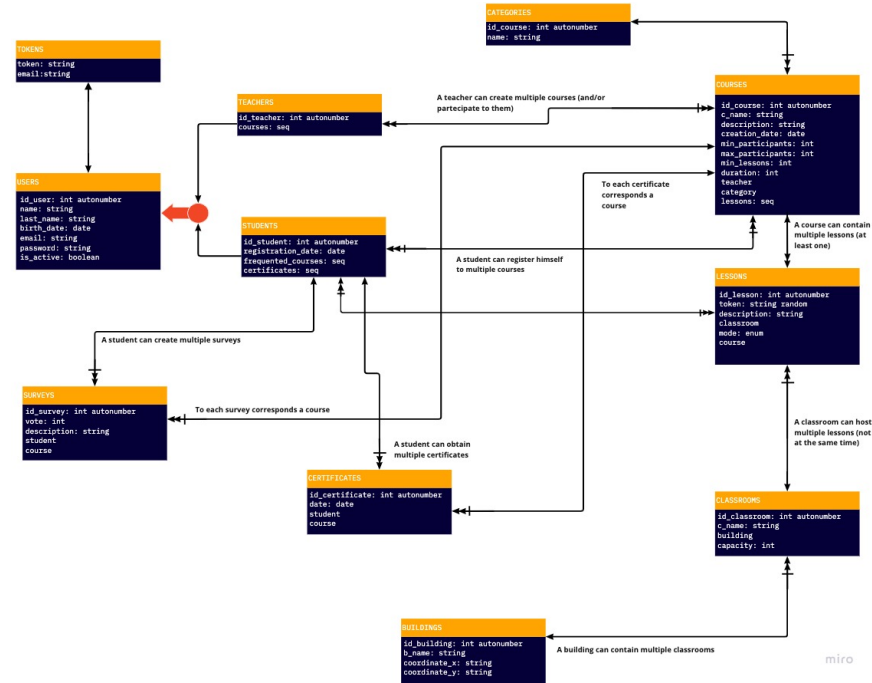 CATEGORIES
id_course: int autonumber
name: string
TOKENS
token: string
email:string
COURSES
id_course: int autonumber
c_name: string
description: string
creation_date: date
min_participants: int
max_participants: int
min_lessons: int
duration: int
teacher
category
lessons: seq
TEACHERS
id_teacher: int autonumber
courses: seq
A teacher can create multiple courses (and/or
partecipate to them)
USERS
id_user: int autonumber
name: string
last_name: string
birth_date: date
email: string
password: string
is_active: boolean
To each certificate
corresponds a
course
STUDENTS
id_student: int autonumber
registration_date: date
frequented_courses: seq
certificates: seq
A student can register himself
to multiple courses
A course can contain
multiple lessons (at
least one)
LESSONS
id_lesson: int autonumber
token: string random
description: string
classroom
mode: enum
course
A student can create multiple surveys
SURVEYS
id_survey: int autonumber
vote: int
description: string
student
course
To each survey corresponds a course
A student can obtain
multiple certificates
A classroom can host
multiple lessons (not
at the same time)
CERTIFICATES
id_certificate: int autonumber
date: date
student
course
CLASSROOMS
id_classroom: int autonumber
c_name: string
building
capacity: int
BUILDINGS
id_building: int autonumber
b_name: string
coordinate_x: string
coordinate_y: string
A building can contain multiple classrooms
miro